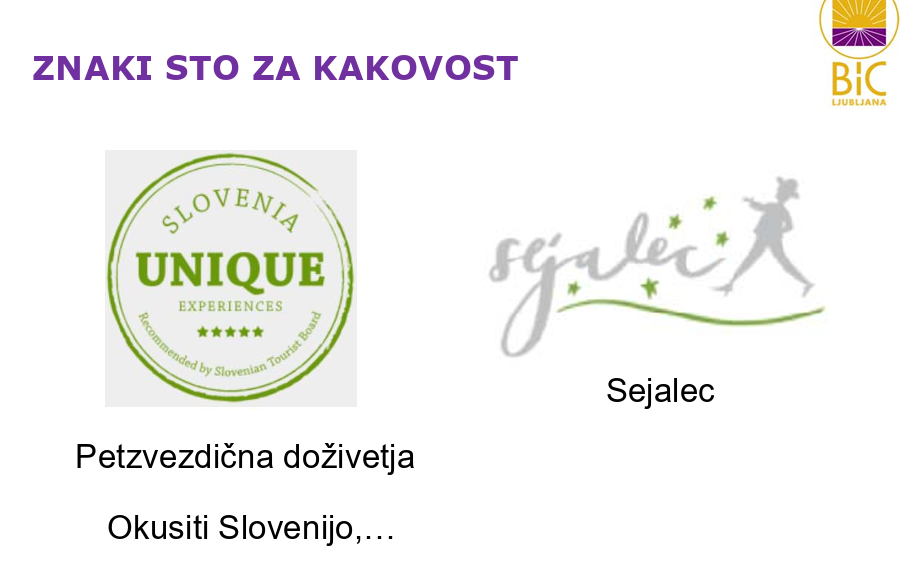 ZNAKI STO ZA KAKOVOST
BIC
LJUBLJANA
SLOVENIA
UNIQUE
EXPERIENCES
Recommended by Slovenian Tourist Board
sejalec
Sejalec
Petzvezdična doživetja
Okusiti Slovenijo,…